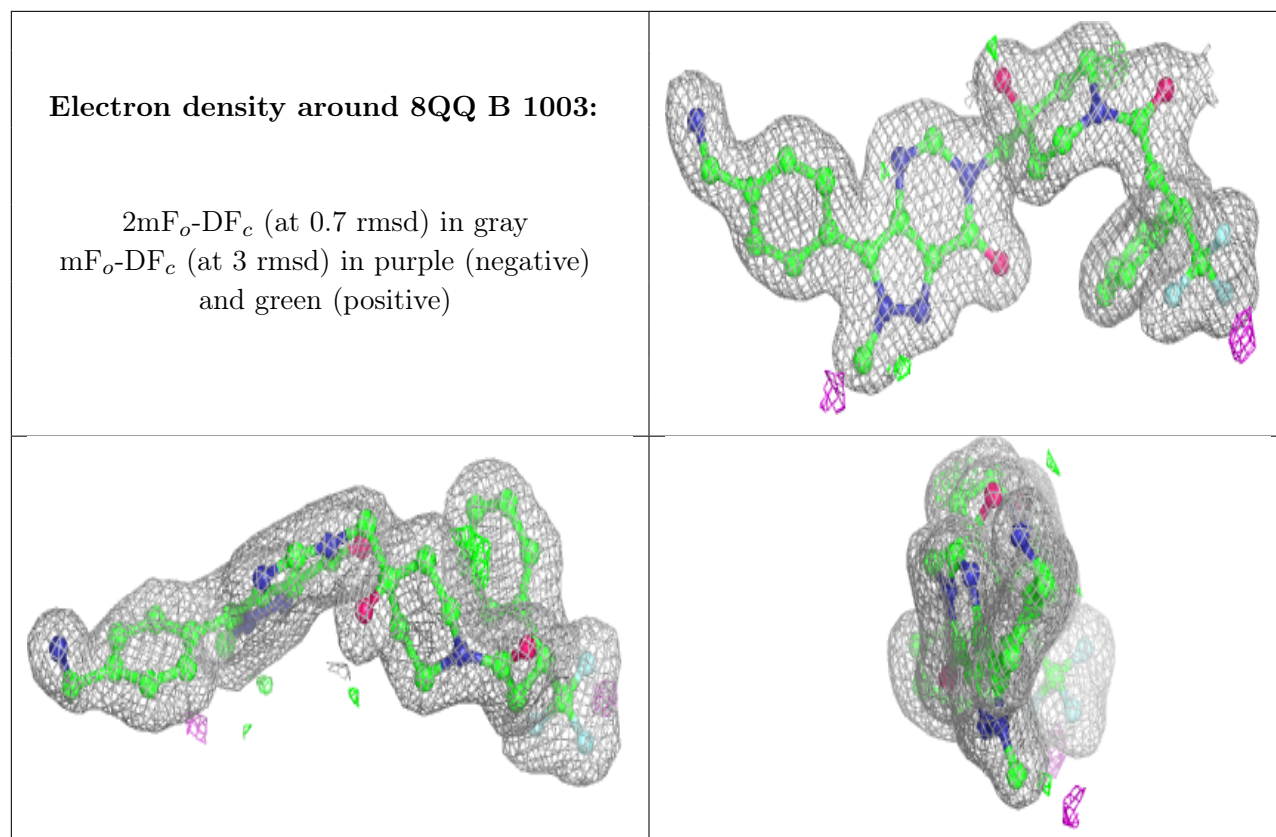 Electron density around 8QQ B 1003:
2mFo-DFc (at 0.7 rmsd) in gray
mFo-DFc (at 3 rmsd) in purple (negative)
and green (positive)